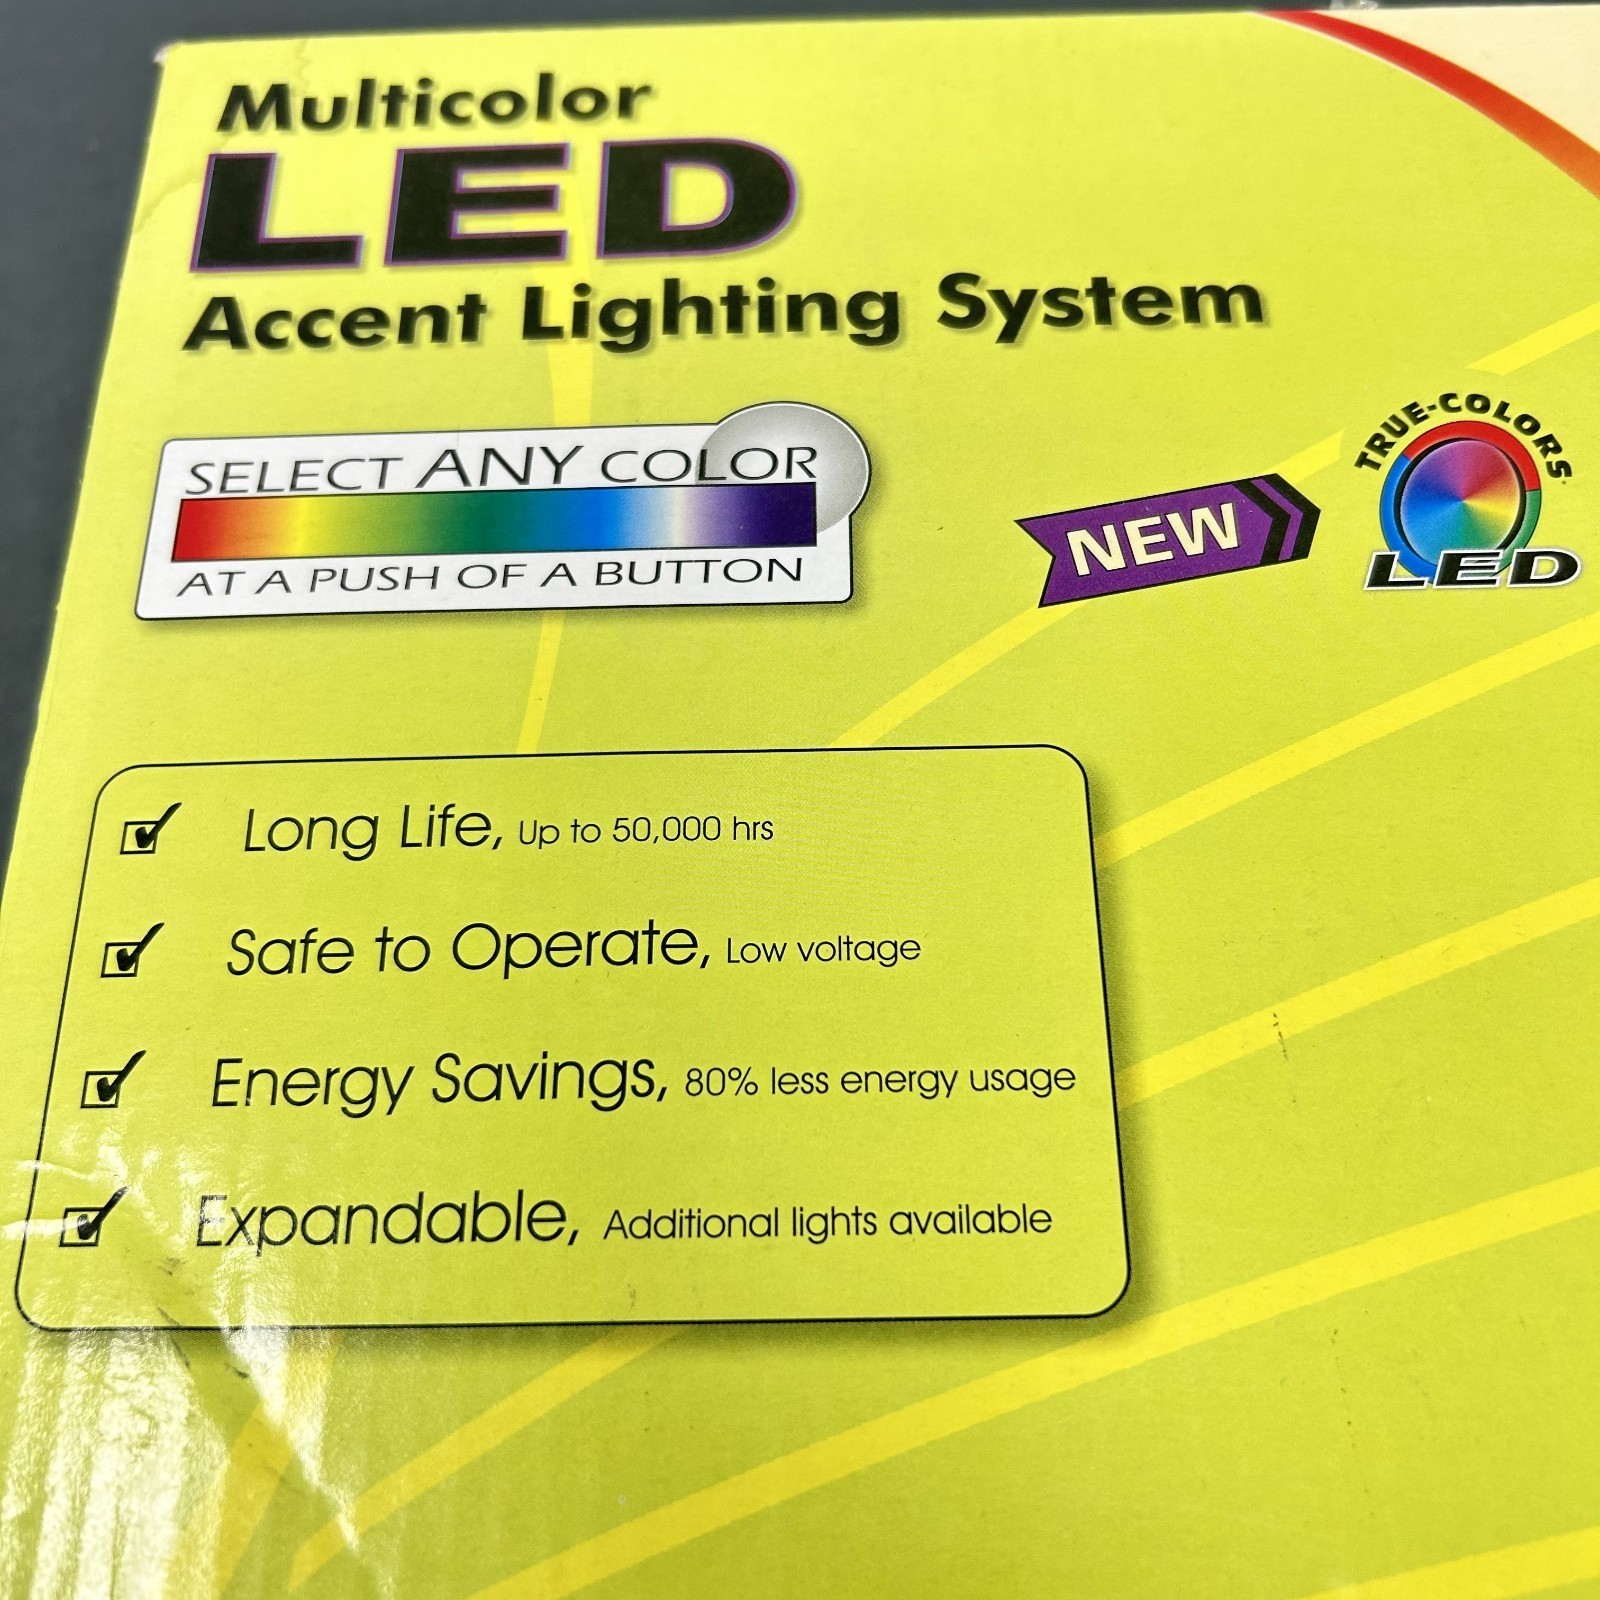 Multicolor
LED
Accent Lighting System
SELECT ANY COLOR
AT A PUSH OF A BUTTON
NEW
TRUE-COLORS
LED
Long Life, Up to 50,000 hrs
Safe to Operate, Low voltage
Energy Savings, 80% less energy usage
Expandable, Additional lights available